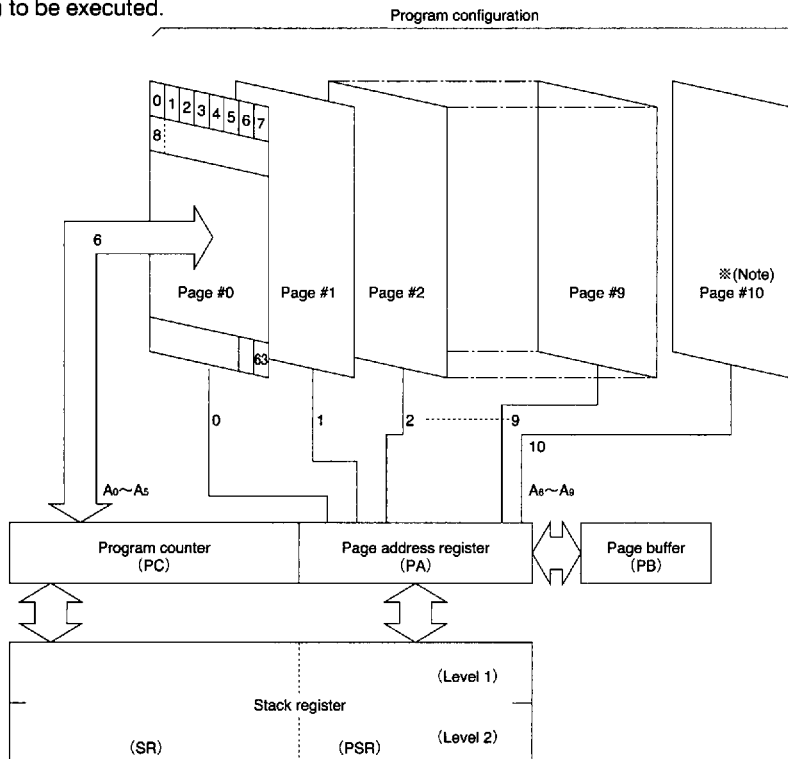 to be executed.
Program configuration
0 1 2 3 4 5 6 7
8
6
※(Note)
Page #0 Page #1 Page #2 Page #9 Page #10
63
0 1 2 9
10
A0~A5 A6~A9
Program counter
(PC)
Page address register
(PA)
Page buffer
(PB)
(Level 1)
Stack register
(Level 2)
(SR) (PSR)